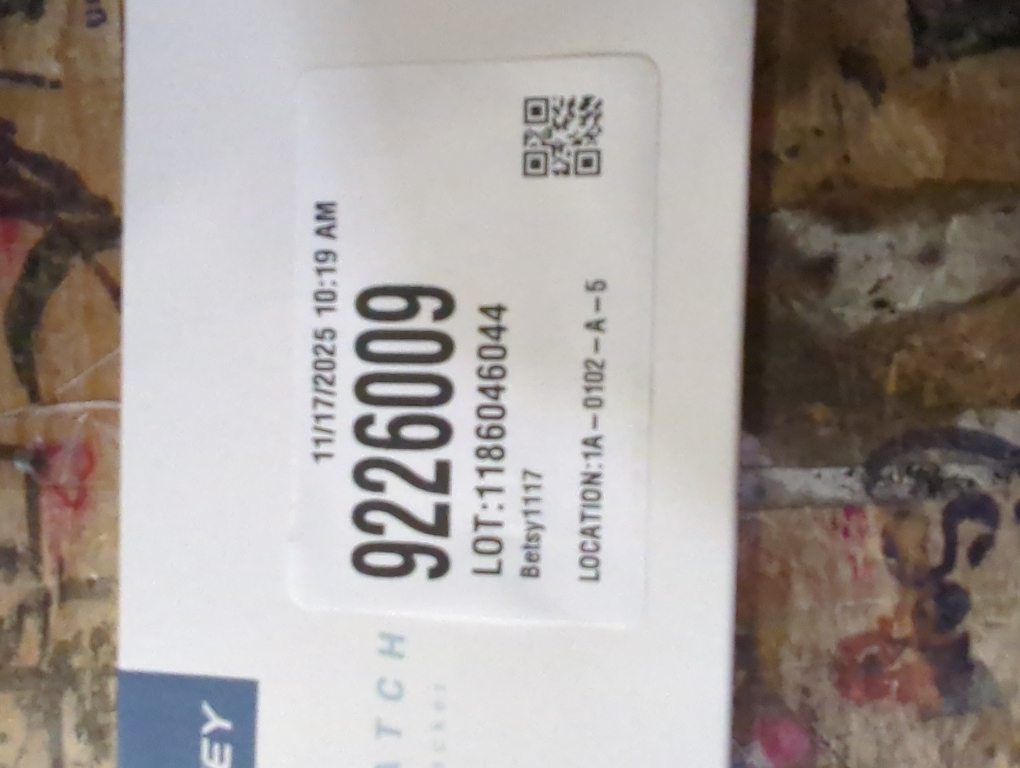 11/17/2025 10:19 AM
9226009
LOT:1186046044
Betsy1117
LOCATION:1A-0102-A-5
EY
ATCH